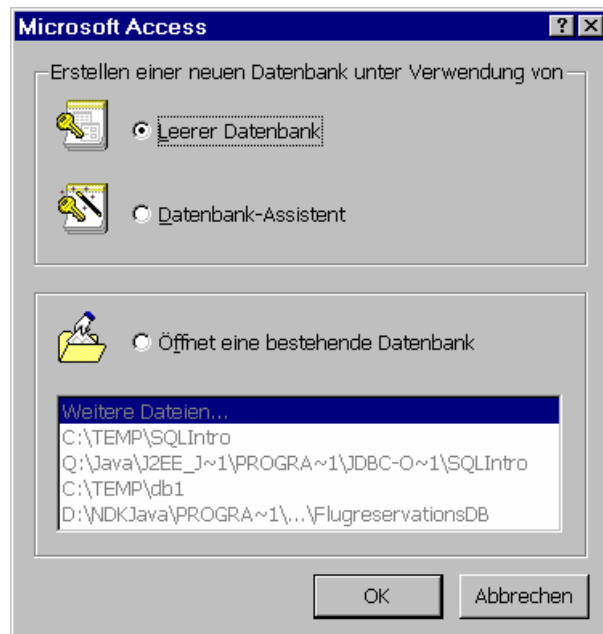 Microsoft Access
Erstellen einer neuen Datenbank unter Verwendung von
Leerer Datenbank
Datenbank-Assistent
Öffnet eine bestehende Datenbank
Weitere Dateien...
C:\TEMP\SQLIntro
Q:\Java\J2EE_J~1\PROGRA~1\JDBC-O~1\SQLIntro
C:\TEMP\db1
D:\NDKJava\PROGRA~1\...\FlugreservationsDB
OK Abbrechen